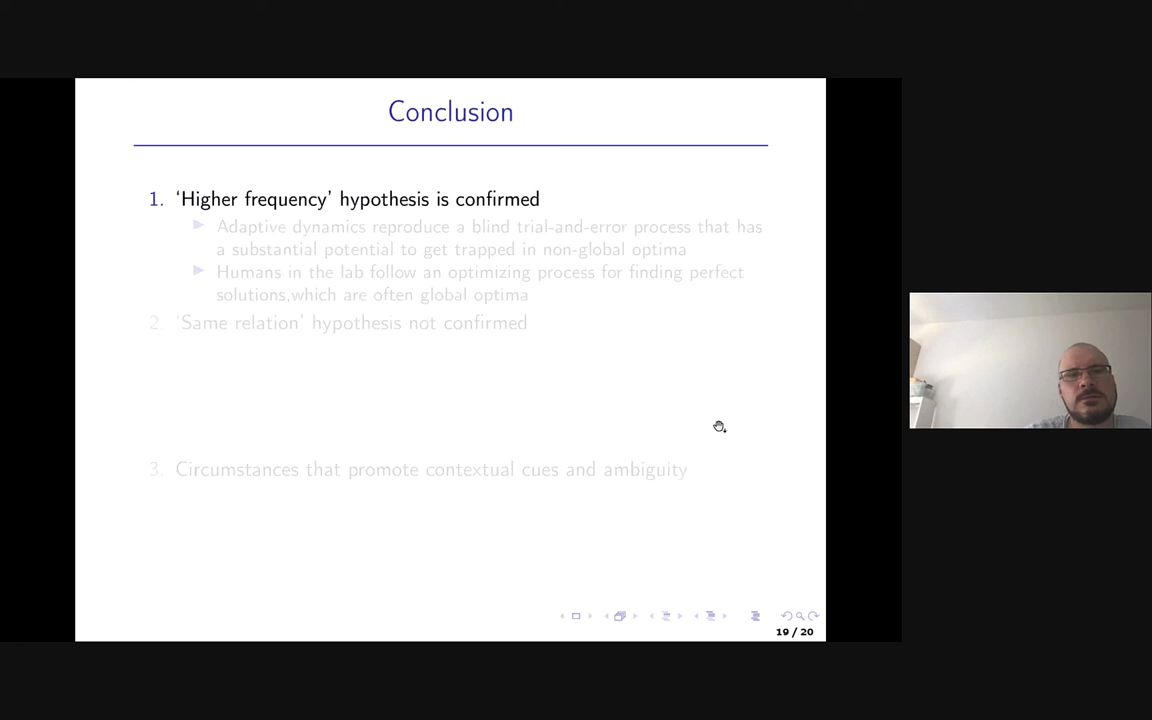 Conclusion
1. ‘Higher frequency’ hypothesis is confirmed
Adaptive dynamics reproduce a blind trial-and-error process that has
a substantial potential to get trapped in non-global optima
Humans in the lab follow an optimizing process for finding perfect
solutions,which are often global optima
2. ‘Same relation’ hypothesis not confirmed
3. Circumstances that promote contextual cues and ambiguity
19 / 20